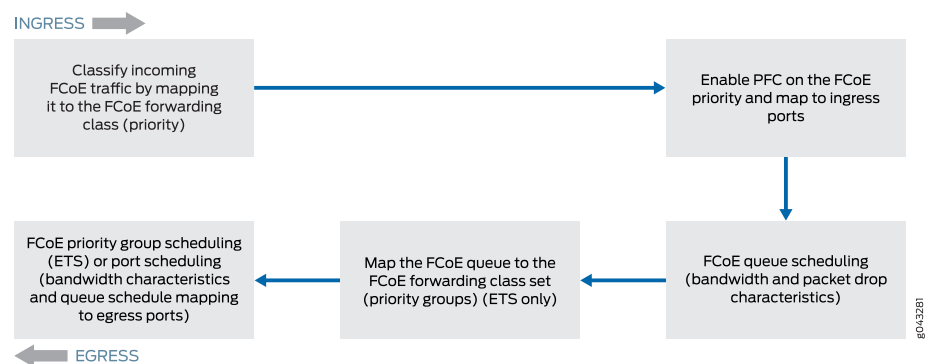 INGRESS
Classify incoming
FCoE traffic by mapping
it to the FCoE forwarding
class (priority)
Enable PFC on the FCoE
priority and map to ingress
ports
FCoE queue scheduling
(bandwidth and packet drop
characteristics)
Map the FCoE queue to the
FCoE forwarding class set
(priority groups) (ETS only)
FCoE priority group scheduling
(ETS) or port scheduling
(bandwidth characteristics
and queue schedule mapping
to egress ports)
EGRESS
g043281